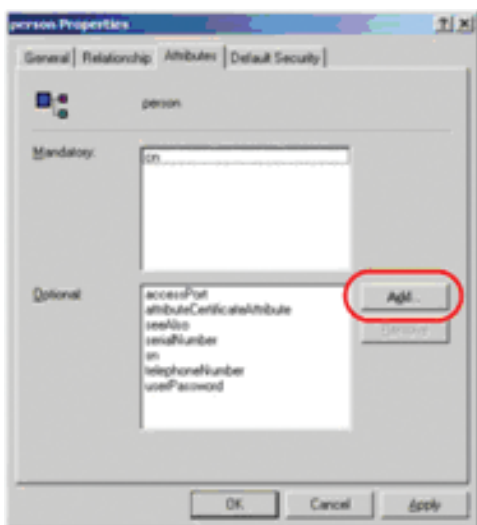 person Properties
? X
General Relationship Attributes Default Security
person
Mandatory:
cn
Optional:
accessPort
attributeCertificateAttribute
seeAlso
serialNumber
sn
telephoneNumber
userPassword
Add...
Remove
OK
Cancel
Apply